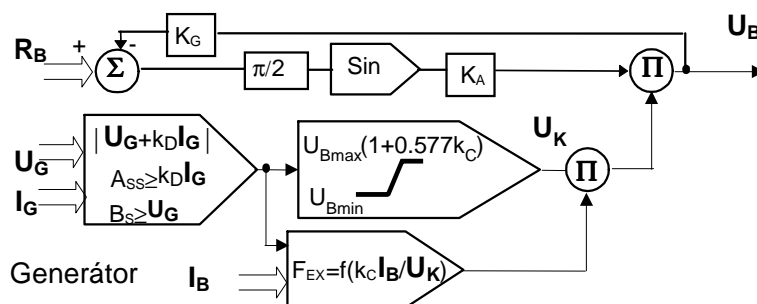 K_G
U_B
R_B
+
-
Σ
π/2
Sin
K_A
Π
|U_G+k_DI_G|
A_SS≥k_DI_G
B_S≥U_G
U_G
I_G
U_Bmax(1+0.577k_C)
U_Bmin
U_K
Π
Generátor
I_B
F_EX=f(k_CI_B/U_K)